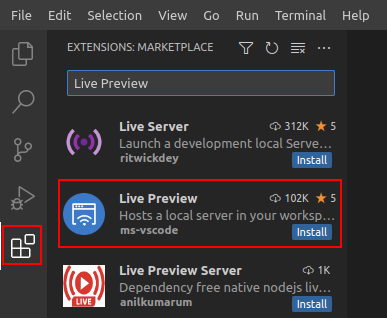 File Edit Selection View Go Run Terminal Help
EXTENSIONS: MARKETPLACE
Live Preview
Live Server 312K 5
Launch a development local Serve...
ritwickdey Install
Live Preview 102K 5
Hosts a local server in your worksp...
ms-vscode Install
Live Preview Server 1K
LIVE
Dependency free native nodejs liv...
anilkumarum Install